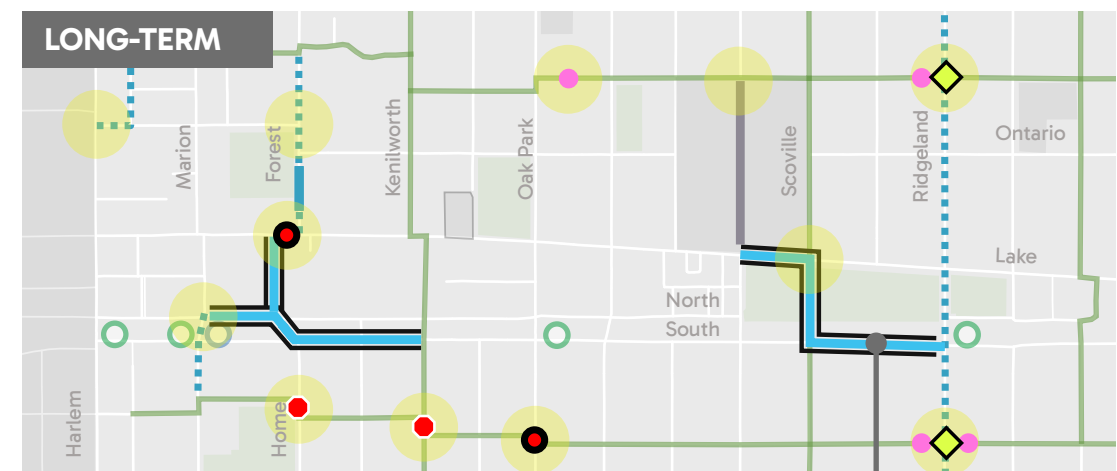 LONG-TERM
Marion
Forest
Kenilworth
Oak Park
Scoville
Ridgeland
Ontario
Lake
North
South
Harlem
Home